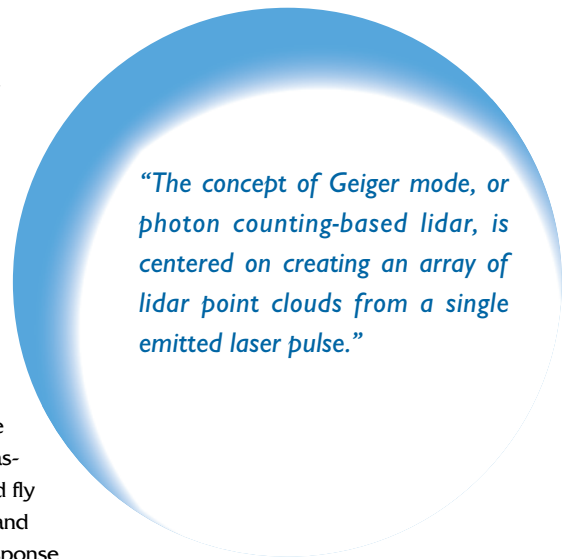 “The concept of Geiger mode, or
photon counting-based lidar, is
centered on creating an array of
lidar point clouds from a single
emitted laser pulse.”
fly
and